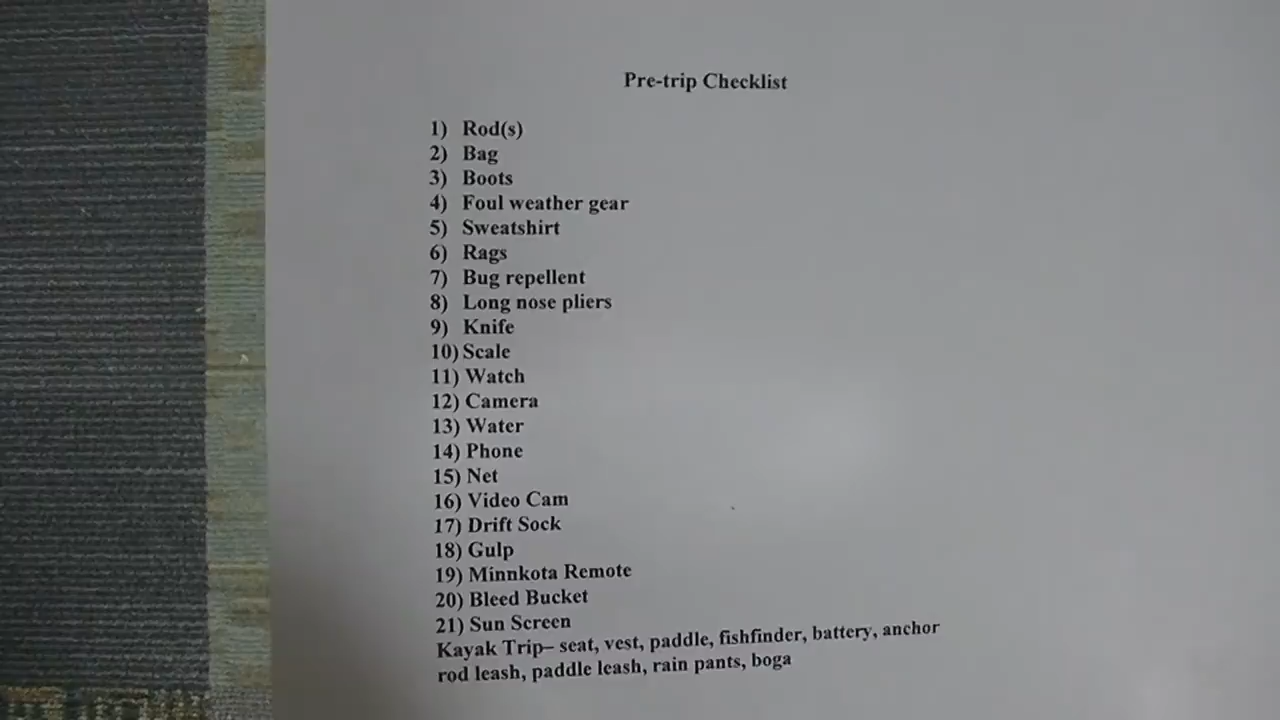 Pre-trip Checklist
1) Rod(s)
2) Bag
3) Boots
4) Foul weather gear
5) Sweatshirt
6) Rags
7) Bug repellent
8) Long nose pliers
9) Knife
10) Scale
11) Watch
12) Camera
13) Water
14) Phone
15) Net
16) Video Cam
17) Drift Sock
18) Gulp
19) Minnkota Remote
20) Bleed Bucket
21) Sun Screen
Kayak Trip– seat, vest, paddle, fishfinder, battery, anchor
rod leash, paddle leash, rain pants, boga